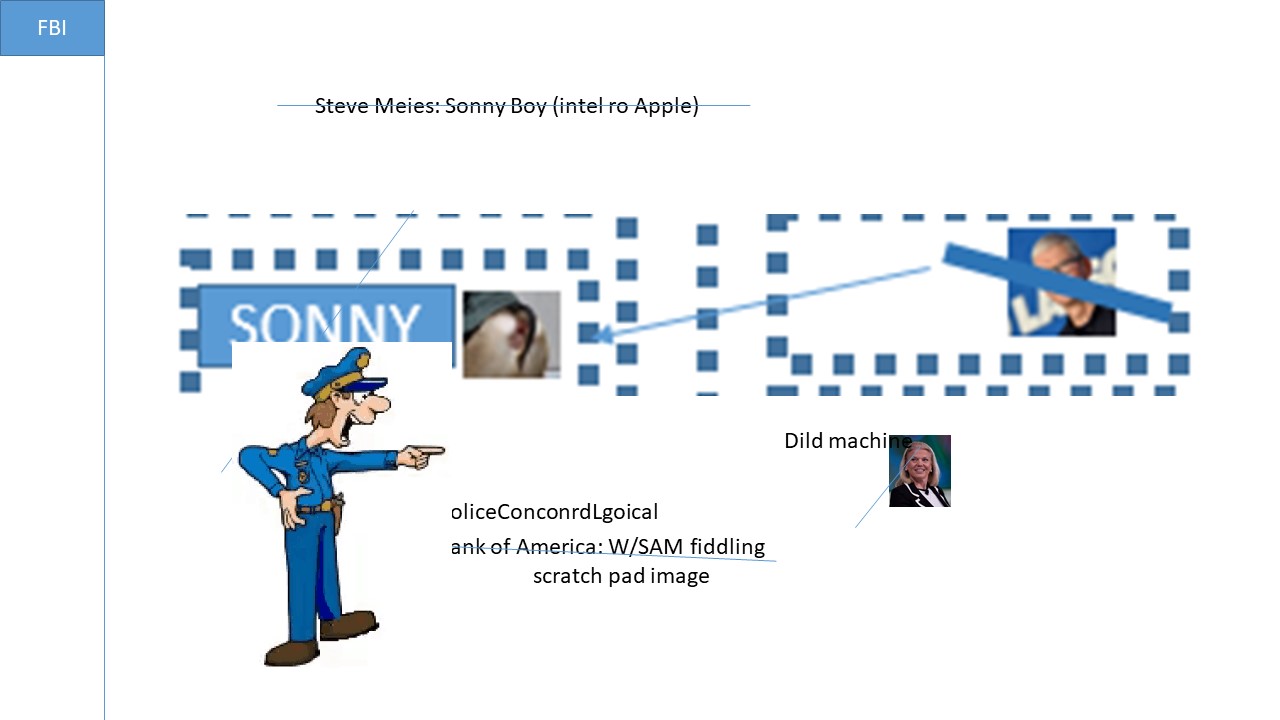 FBI
Steve Meies: Sonny Boy (intel ro Apple)
SONNY
Dild machine
oliceConconrdLgoical
ank of America: W/SAM fiddling
scratch pad image